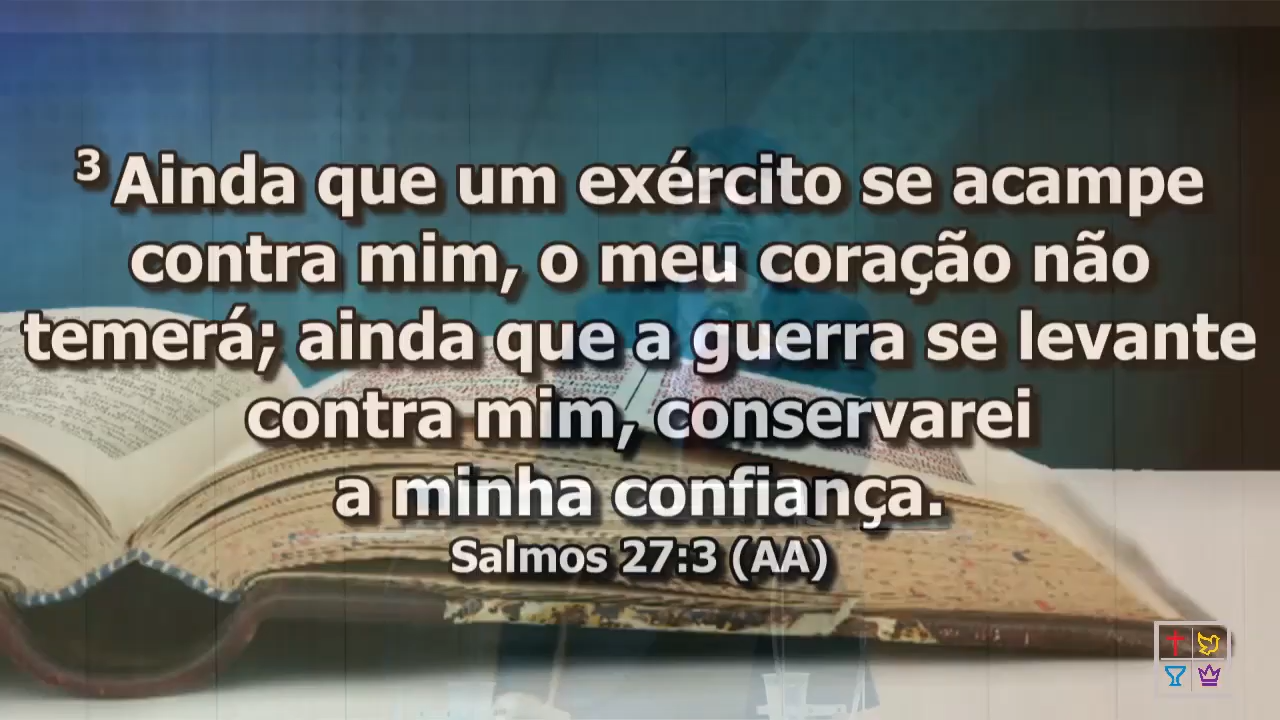 3 Ainda que um exército se acampe
contra mim, o meu coração não
temerá; ainda que a guerra se levante
contra mim, conservarei
a minha confiança.
Salmos 27:3 (AA)